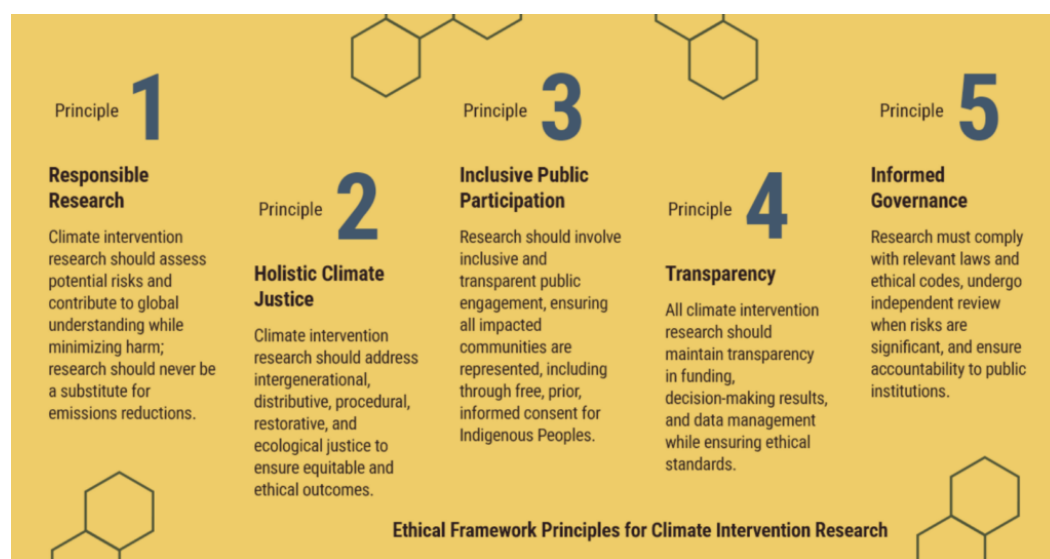 Principle 1
Responsible
Research
Climate intervention
research should assess
potential risks and
contribute to global
understanding while
minimizing harm;
research should never be
a substitute for
emissions reductions.
Principle 2
Holistic Climate
Justice
Climate intervention
research should address
intergenerational,
distributive, procedural,
restorative, and
ecological justice to
ensure equitable and
ethical outcomes.
Principle 3
Inclusive Public
Participation
Research should involve
inclusive and
transparent public
engagement, ensuring
all impacted
communities are
represented, including
through free, prior,
informed consent for
Indigenous Peoples.
Principle 4
Transparency
All climate intervention
research should
maintain transparency
in funding,
decision-making results,
and data management
while ensuring ethical
standards.
Principle 5
Informed
Governance
Research must comply
with relevant laws and
ethical codes, undergo
independent review
when risks are
significant, and ensure
accountability to public
institutions.
Ethical Framework Principles for Climate Intervention Research